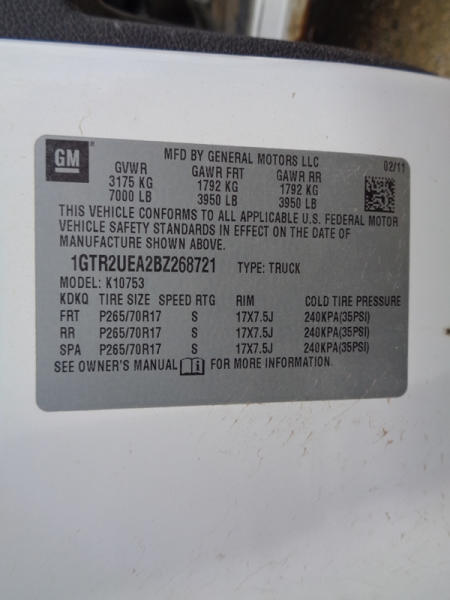 GM
MFD BY GENERAL MOTORS LLC 02/11
GVWR GAWR FRT GAWR RR
3175 KG 1792 KG 1792 KG
7000 LB 3950 LB 3950 LB
THIS VEHICLE CONFORMS TO ALL APPLICABLE U.S. FEDERAL MOTOR
VEHICLE SAFETY STANDARDS IN EFFECT ON THE DATE OF
MANUFACTURE SHOWN ABOVE.
1GTR2UEA2BZ268721 TYPE: TRUCK
MODEL: K10753
KDKQ TIRE SIZE SPEED RTG RIM COLD TIRE PRESSURE
FRT P265/70R17 S 17X7.5J 240KPA(35PSI)
RR P265/70R17 S 17X7.5J 240KPA(35PSI)
SPA P265/70R17 S 17X7.5J 240KPA(35PSI)
SEE OWNER'S MANUAL FOR MORE INFORMATION.